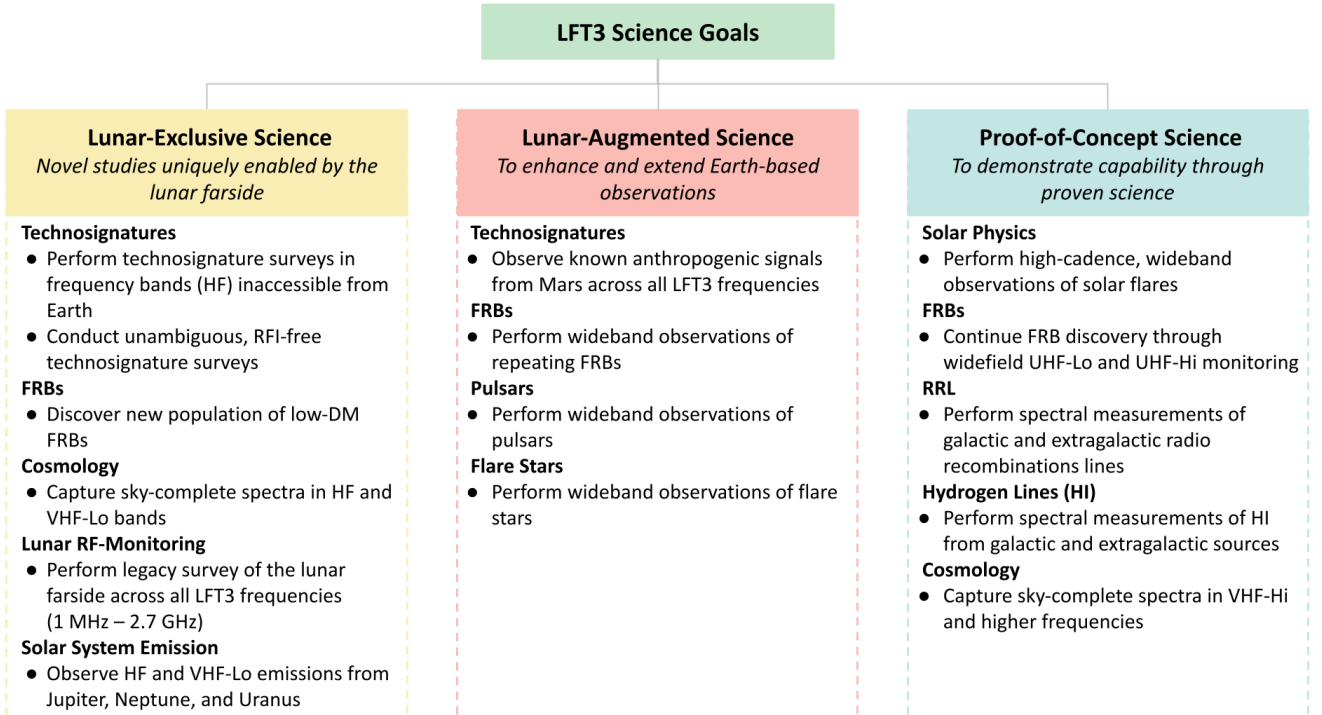 LFT3 Science Goals
Lunar-Exclusive Science
Novel studies uniquely enabled by the
lunar farside
Technosignatures
● Perform technosignature surveys in
frequency bands (HF) inaccessible from
Earth
● Conduct unambiguous, RFI-free
technosignature surveys
FRBs
● Discover new population of low-DM
FRBs
Cosmology
● Capture sky-complete spectra in HF and
VHF-Lo bands
Lunar RF-Monitoring
● Perform legacy survey of the lunar
farside across all LFT3 frequencies
(1 MHz – 2.7 GHz)
Solar System Emission
● Observe HF and VHF-Lo emissions from
Jupiter, Neptune, and Uranus
Lunar-Augmented Science
To enhance and extend Earth-based
observations
Technosignatures
● Observe known anthropogenic signals
from Mars across all LFT3 frequencies
FRBs
● Perform wideband observations of
repeating FRBs
Pulsars
● Perform wideband observations of
pulsars
Flare Stars
● Perform wideband observations of flare
stars
Proof-of-Concept Science
To demonstrate capability through
proven science
Solar Physics
● Perform high-cadence, wideband
observations of solar flares
FRBs
● Continue FRB discovery through
widefield UHF-Lo and UHF-Hi monitoring
RRL
● Perform spectral measurements of
galactic and extragalactic radio
recombinations lines
Hydrogen Lines (HI)
● Perform spectral measurements of HI
from galactic and extragalactic sources
Cosmology
● Capture sky-complete spectra in VHF-Hi
and higher frequencies